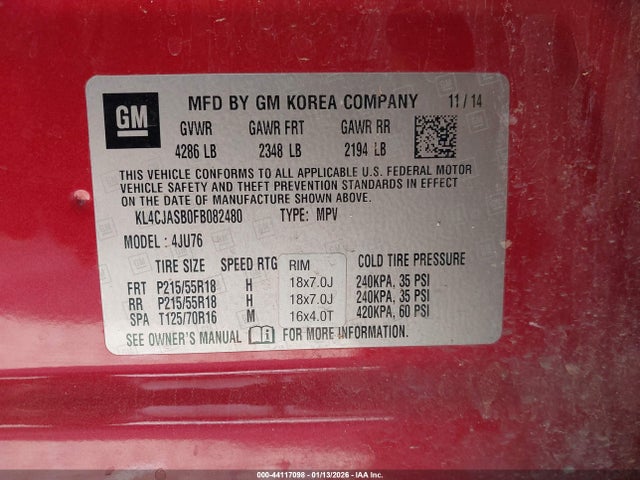 GM MFD BY GM KOREA COMPANY 11 / 14
GVWR GAWR FRT GAWR RR
4286 LB 2348 LB 2194 LB
THIS VEHICLE CONFORMS TO ALL APPLICABLE U.S. FEDERAL MOTOR
VEHICLE SAFETY AND THEFT PREVENTION STANDARDS IN EFFECT
ON THE DATE OF MANUFACTURE SHOWN ABOVE.
KL4CJASB0FB082480 TYPE: MPV
MODEL: 4JU76
TIRE SIZE SPEED RTG RIM COLD TIRE PRESSURE
FRT P215/55R18 H 18x7.0J 240KPA, 35 PSI
RR P215/55R18 H 18x7.0J 240KPA, 35 PSI
SPA T125/70R16 M 16x4.0T 420KPA, 60 PSI
SEE OWNER'S MANUAL FOR MORE INFORMATION.
000-44117098 - 01/13/2026 - IAA Inc.